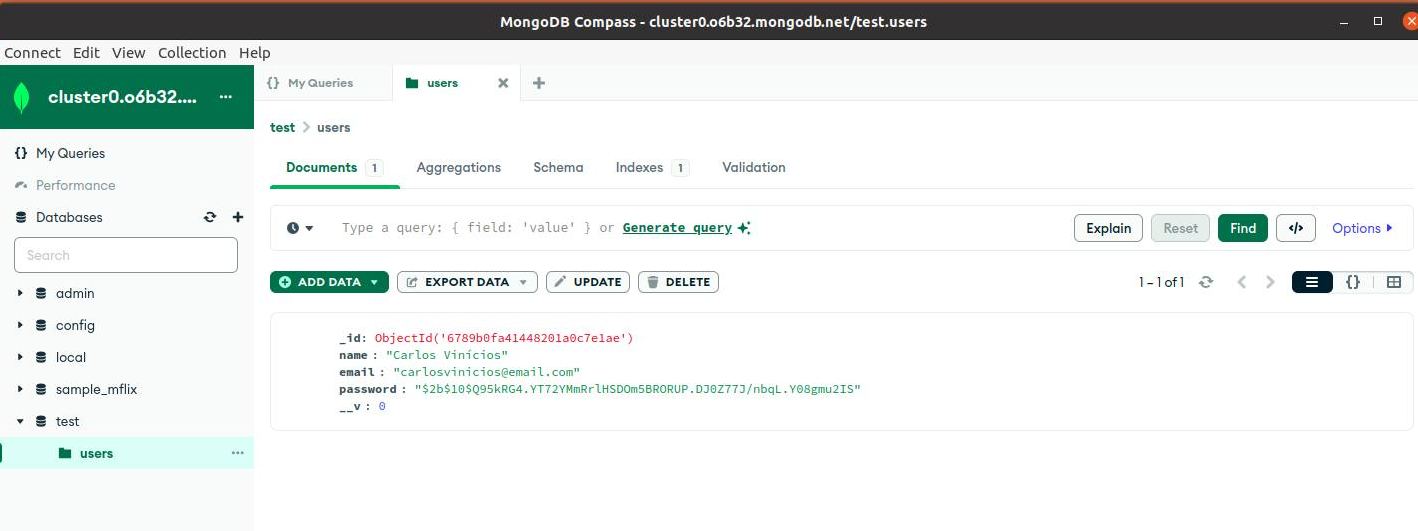 MongoDB Compass - cluster0.o6b32.mongodb.net/test.users
Connect Edit View Collection Help
cluster0.o6b32.... ...
My Queries
Performance
Databases
Search
admin
config
local
sample_mflix
test
users ...
{} My Queries
users
test > users
Documents 1 Aggregations Schema Indexes 1 Validation
Type a query: { field: 'value' } or Generate query
Explain Reset Find </> Options
ADD DATA EXPORT DATA UPDATE DELETE 1 – 1 of 1 {}
_id: ObjectId('6789b0fa41448201a0c7e1ae')
name : "Carlos Vinícios"
email : "carlosvinicios@email.com"
password : "$2b$10$Q95kRG4.YT72YMmRrlHSDOm5BRORUP.DJ0Z77J/nbqL.Y08gmu2IS"
__v : 0